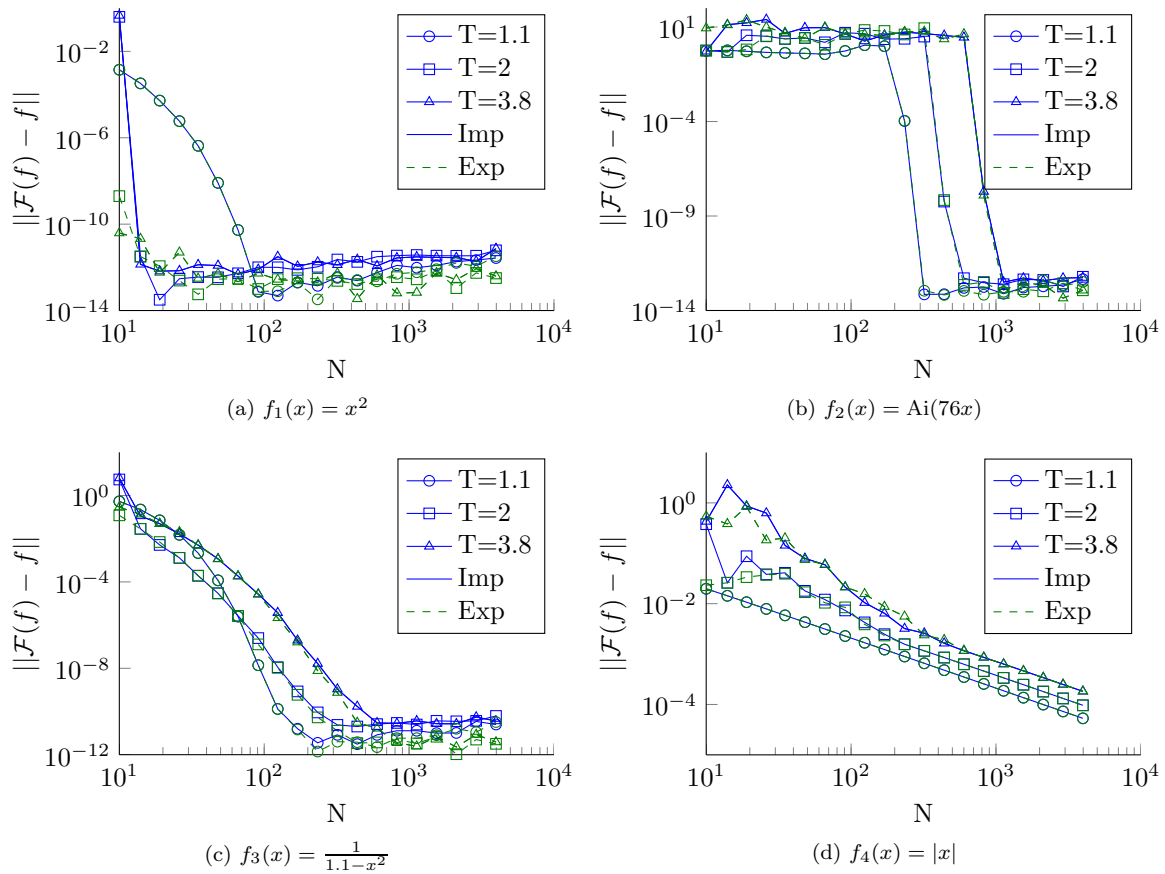 ||F(f) − f||
10^-2
10^-6
10^-10
10^-14
10^1
10^2
10^3
10^4
N
T=1.1
T=2
T=3.8
Imp
Exp
(a) f_1(x) = x^2
||F(f) − f||
10^1
10^-4
10^-9
10^-14
10^1
10^2
10^3
10^4
N
T=1.1
T=2
T=3.8
Imp
Exp
(b) f_2(x) = Ai(76x)
||F(f) − f||
10^0
10^-4
10^-8
10^-12
10^1
10^2
10^3
10^4
N
T=1.1
T=2
T=3.8
Imp
Exp
(c) f_3(x) = 1/(1.1−x^2)
||F(f) − f||
10^0
10^-2
10^-4
10^1
10^2
10^3
10^4
N
T=1.1
T=2
T=3.8
Imp
Exp
(d) f_4(x) = |x|